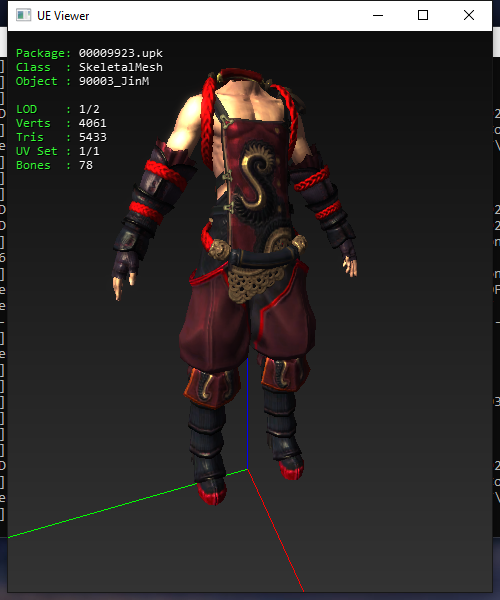 UE Viewer
Package: 00009923.upk
Class : SkeletalMesh
Object : 90003_JinM
LOD : 1/2
Verts : 4061
Tris : 5433
UV Set : 1/1
Bones : 78